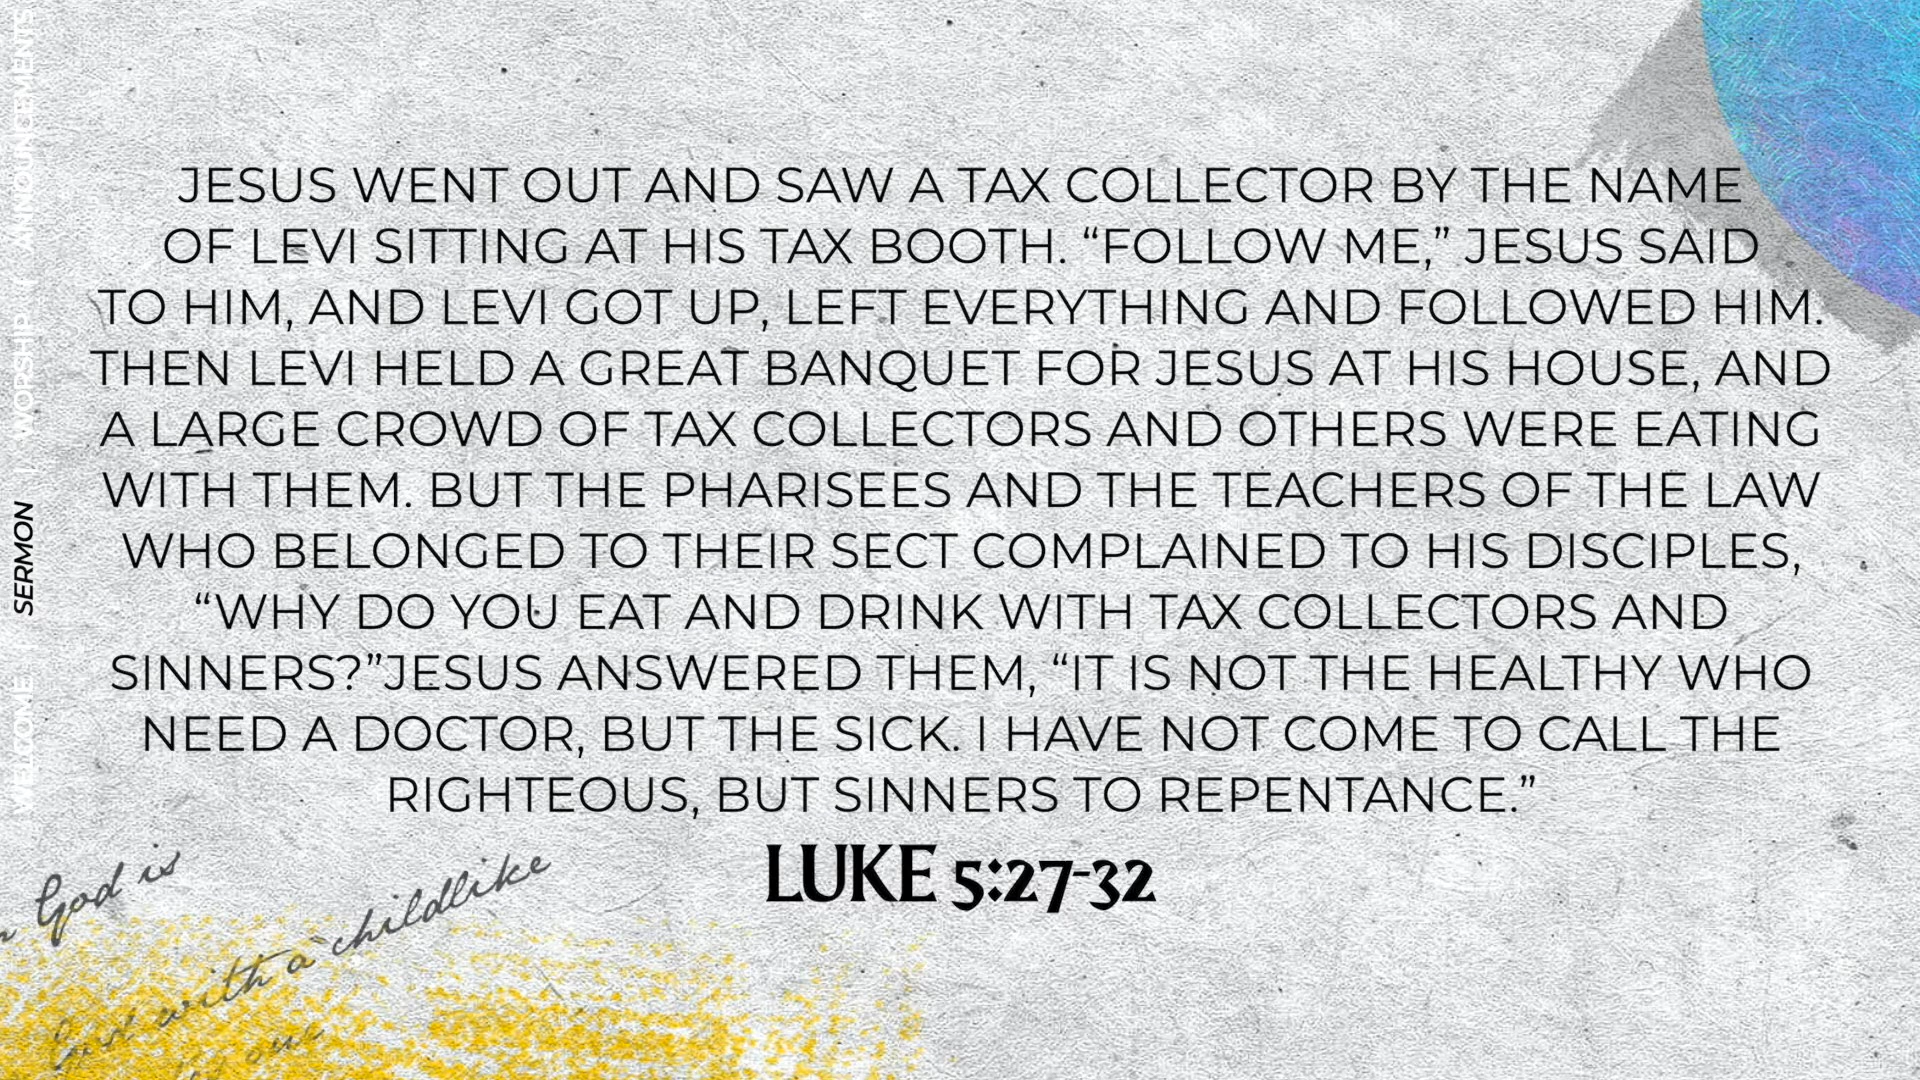 JESUS WENT OUT AND SAW A TAX COLLECTOR BY THE NAME
OF LEVI SITTING AT HIS TAX BOOTH. “FOLLOW ME,” JESUS SAID
TO HIM, AND LEVI GOT UP, LEFT EVERYTHING AND FOLLOWED HIM.
THEN LEVI HELD A GREAT BANQUET FOR JESUS AT HIS HOUSE, AND
A LARGE CROWD OF TAX COLLECTORS AND OTHERS WERE EATING
WITH THEM. BUT THE PHARISEES AND THE TEACHERS OF THE LAW
WHO BELONGED TO THEIR SECT COMPLAINED TO HIS DISCIPLES,
“WHY DO YOU EAT AND DRINK WITH TAX COLLECTORS AND
SINNERS?”JESUS ANSWERED THEM, “IT IS NOT THE HEALTHY WHO
NEED A DOCTOR, BUT THE SICK. I HAVE NOT COME TO CALL THE
RIGHTEOUS, BUT SINNERS TO REPENTANCE.”
LUKE 5:27-32
WELCOME | SERMON | WORSHIP | ANNOUNCEMENTS
God is
with a childlike